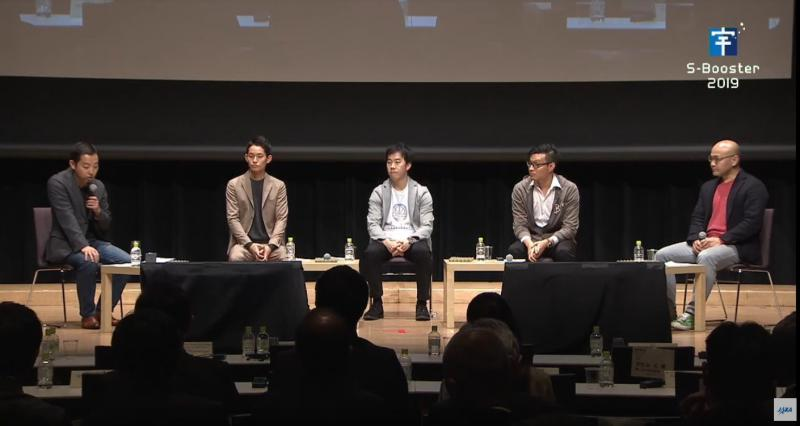 宇
S-Booster
2019
JAXA